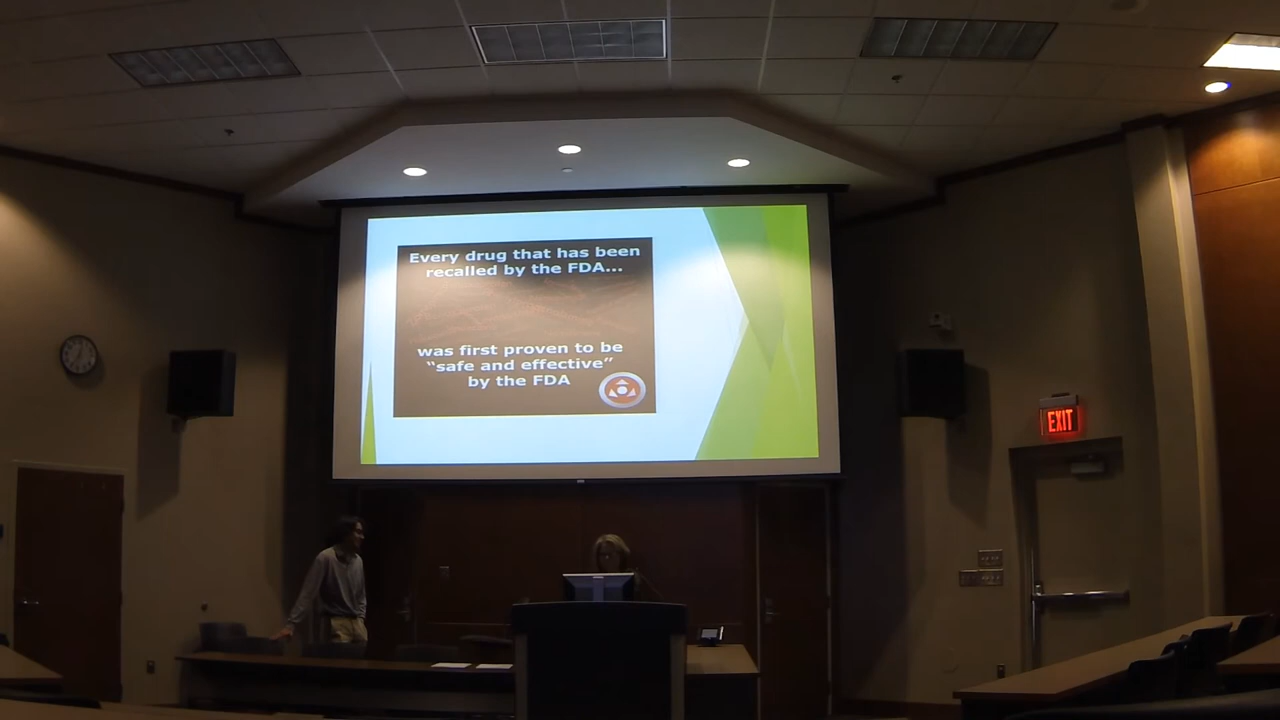 Every drug that has been
recalled by the FDA...
was first proven to be
“safe and effective”
by the FDA
EXIT